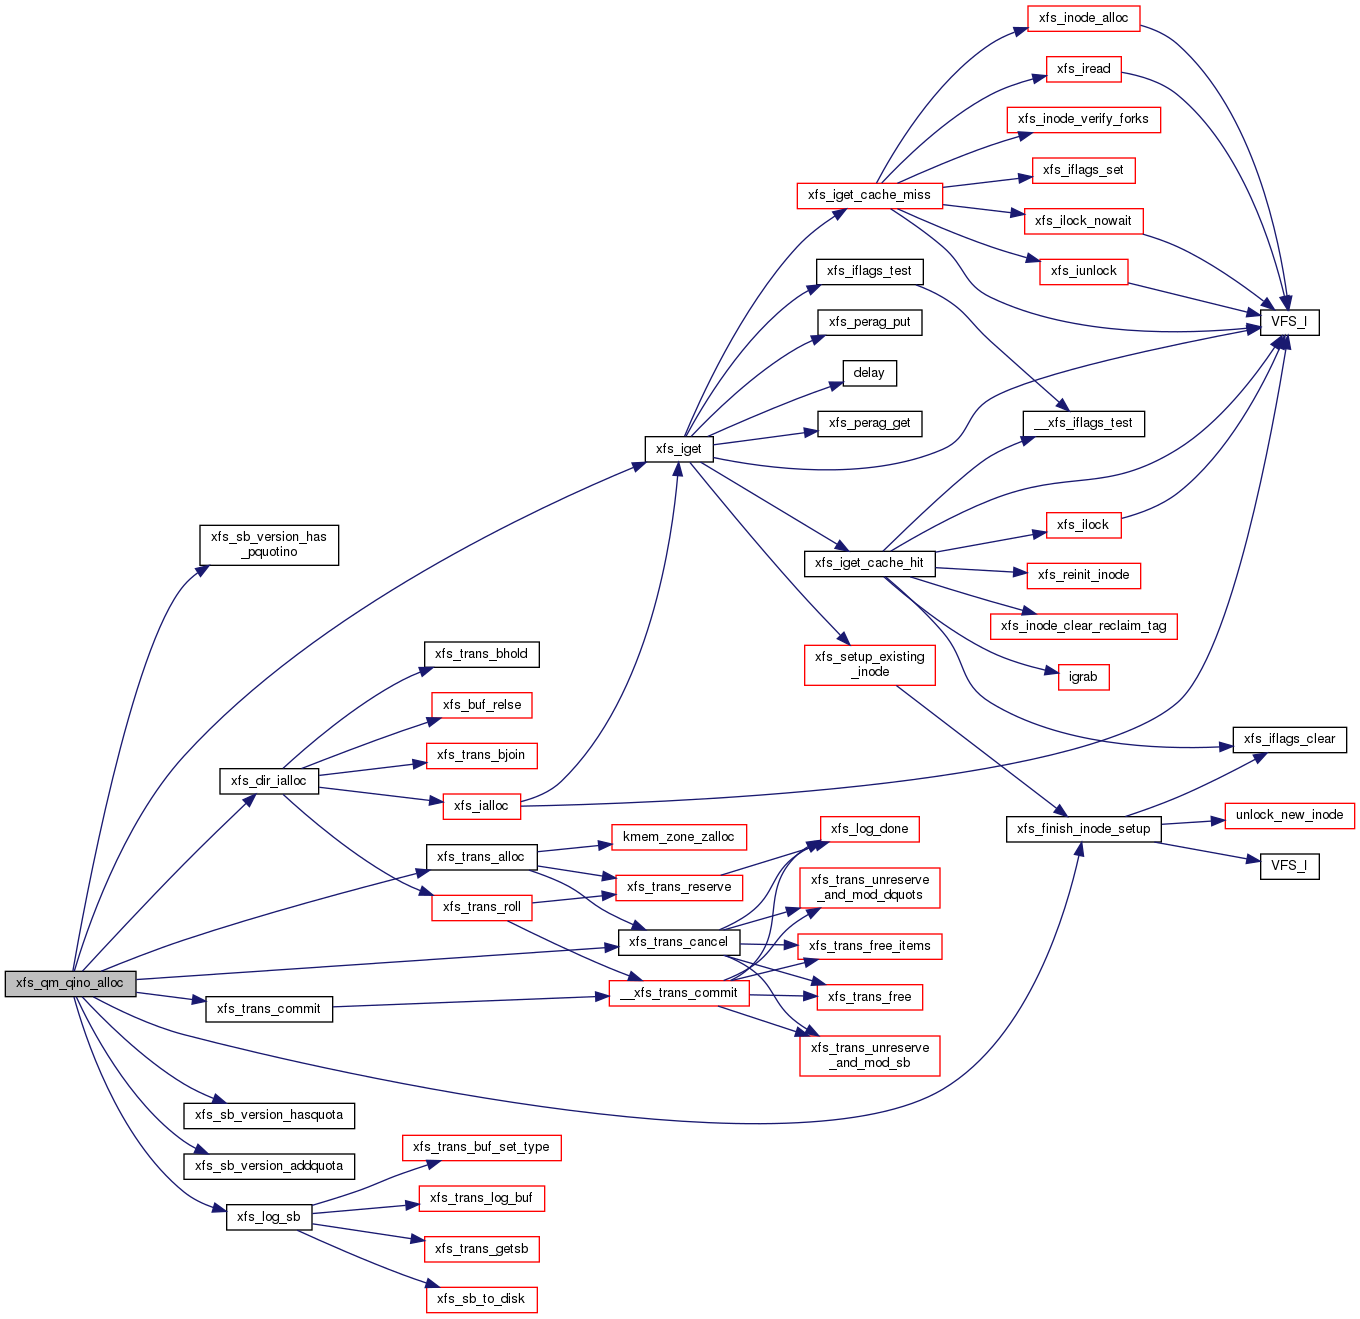 xfs_inode_alloc
xfs_iread
xfs_inode_verify_forks
xfs_iflags_set
xfs_iget_cache_miss
xfs_ilock_nowait
xfs_iflags_test
xfs_iunlock
xfs_perag_put
VFS_I
delay
xfs_perag_get
__xfs_iflags_test
xfs_iget
xfs_ilock
xfs_sb_version_has
_pquotino
xfs_iget_cache_hit
xfs_reinit_inode
xfs_inode_clear_reclaim_tag
xfs_trans_bhold
xfs_setup_existing
_inode
igrab
xfs_buf_relse
xfs_iflags_clear
xfs_trans_bjoin
xfs_dir_ialloc
xfs_ialloc
unlock_new_inode
xfs_finish_inode_setup
kmem_zone_zalloc
xfs_log_done
xfs_trans_alloc
VFS_I
xfs_trans_reserve
xfs_trans_unreserve
_and_mod_dquots
xfs_trans_roll
xfs_trans_cancel
xfs_trans_free_items
xfs_qm_qino_alloc
__xfs_trans_commit
xfs_trans_free
xfs_trans_commit
xfs_trans_unreserve
_and_mod_sb
xfs_sb_version_hasquota
xfs_trans_buf_set_type
xfs_sb_version_addquota
xfs_trans_log_buf
xfs_log_sb
xfs_trans_getsb
xfs_sb_to_disk